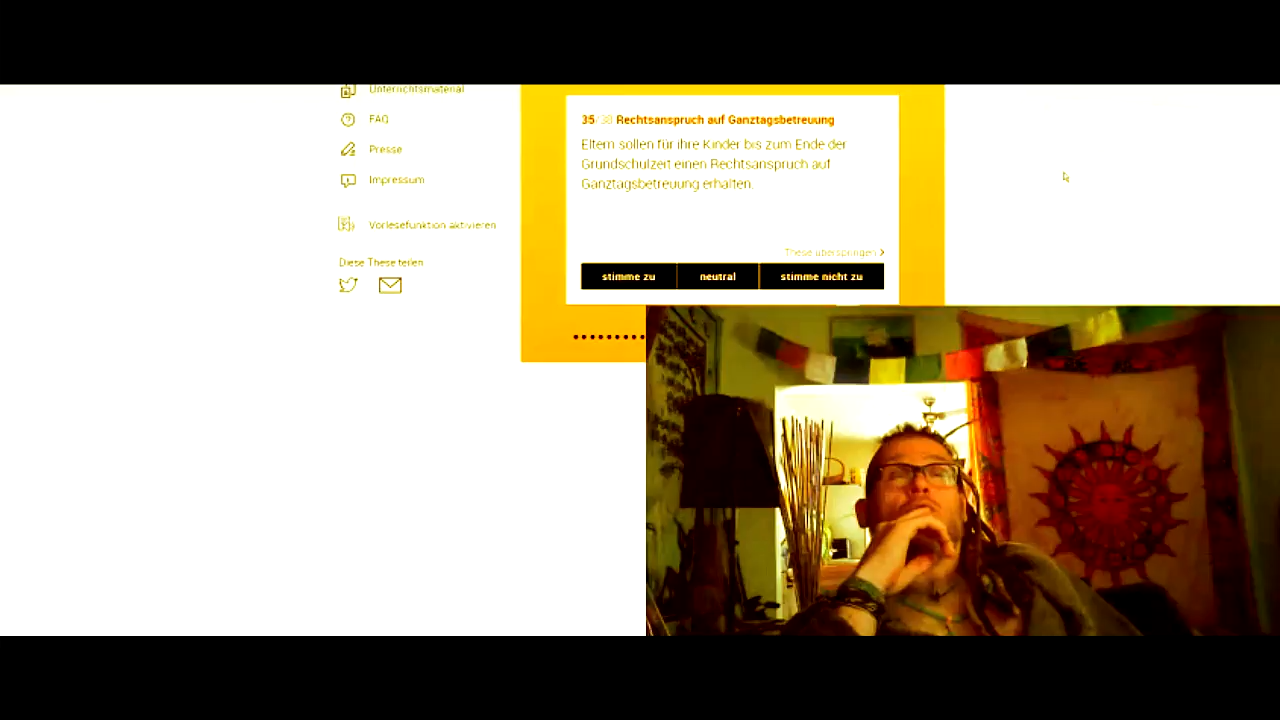 Unterrichtsmaterial
FAQ
Presse
Impressum
Vorlesefunktion aktivieren
Diese These teilen
35/38 Rechtsanspruch auf Ganztagsbetreuung
Eltern sollen für ihre Kinder bis zum Ende der
Grundschulzeit einen Rechtsanspruch auf
Ganztagsbetreuung erhalten.
These überspringen
stimme zu
neutral
stimme nicht zu